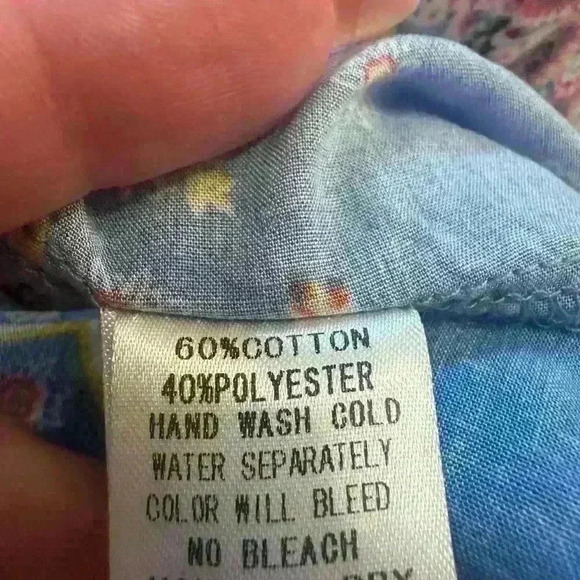 60%COTTON
40%POLYESTER
HAND WASH COLD
WATER SEPARATELY
COLOR WILL BLEED
NO BLEACH